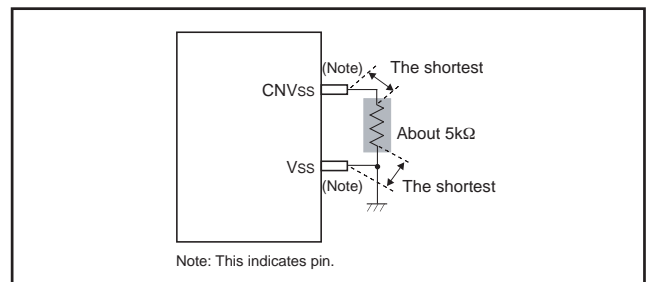 (Note)
The shortest
CNVSS
About 5kΩ
VSS
(Note)
The shortest
Note: This indicates pin.